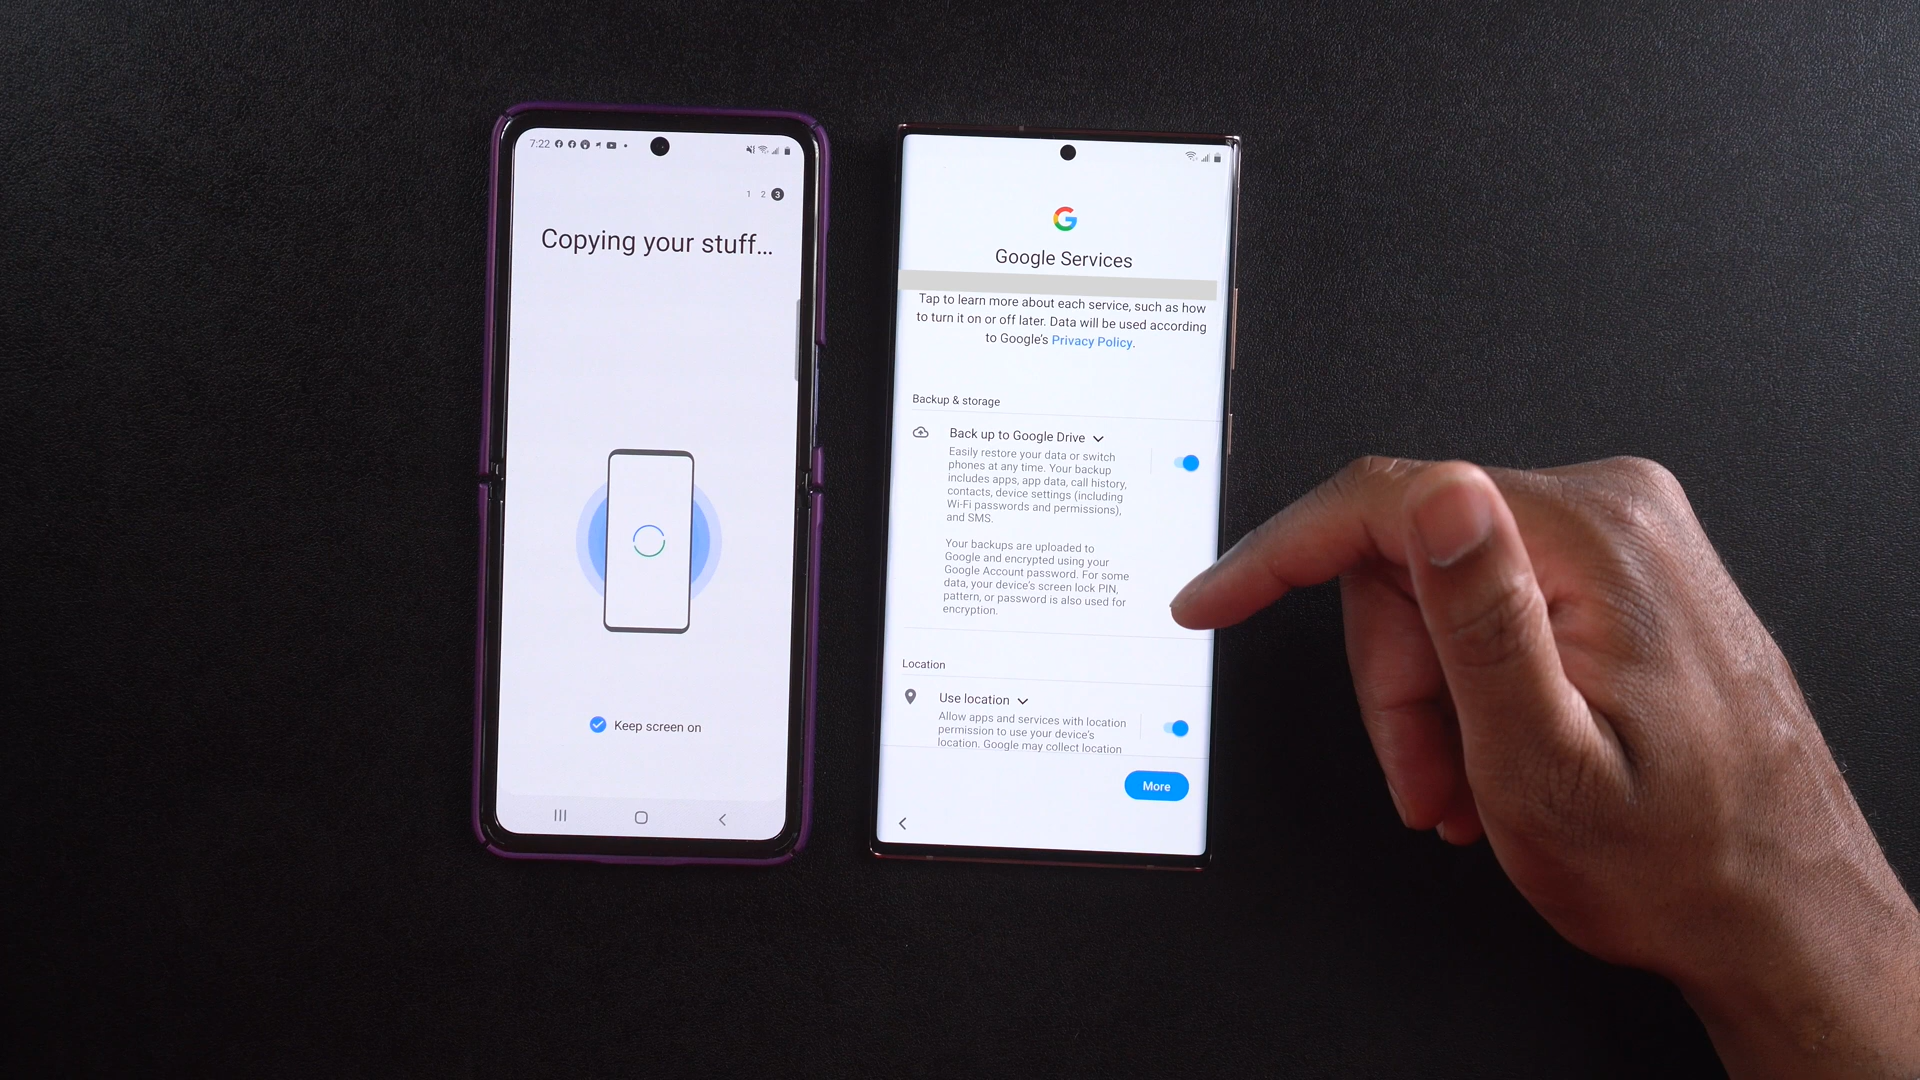 7:22
1 2 3
Copying your stuff...
Keep screen on
G
Google Services
Tap to learn more about each service, such as how
to turn it on or off later. Data will be used according
to Google's Privacy Policy.
Backup & storage
Back up to Google Drive
Easily restore your data or switch
phones at any time. Your backup
includes apps, app data, call history,
contacts, device settings (including
Wi-Fi passwords and permissions),
and SMS.
Your backups are uploaded to
Google and encrypted using your
Google Account password. For some
data, your device's screen lock PIN,
pattern, or password is also used for
encryption.
Location
Use location
Allow apps and services with location
permission to use your device's
location. Google may collect location
More